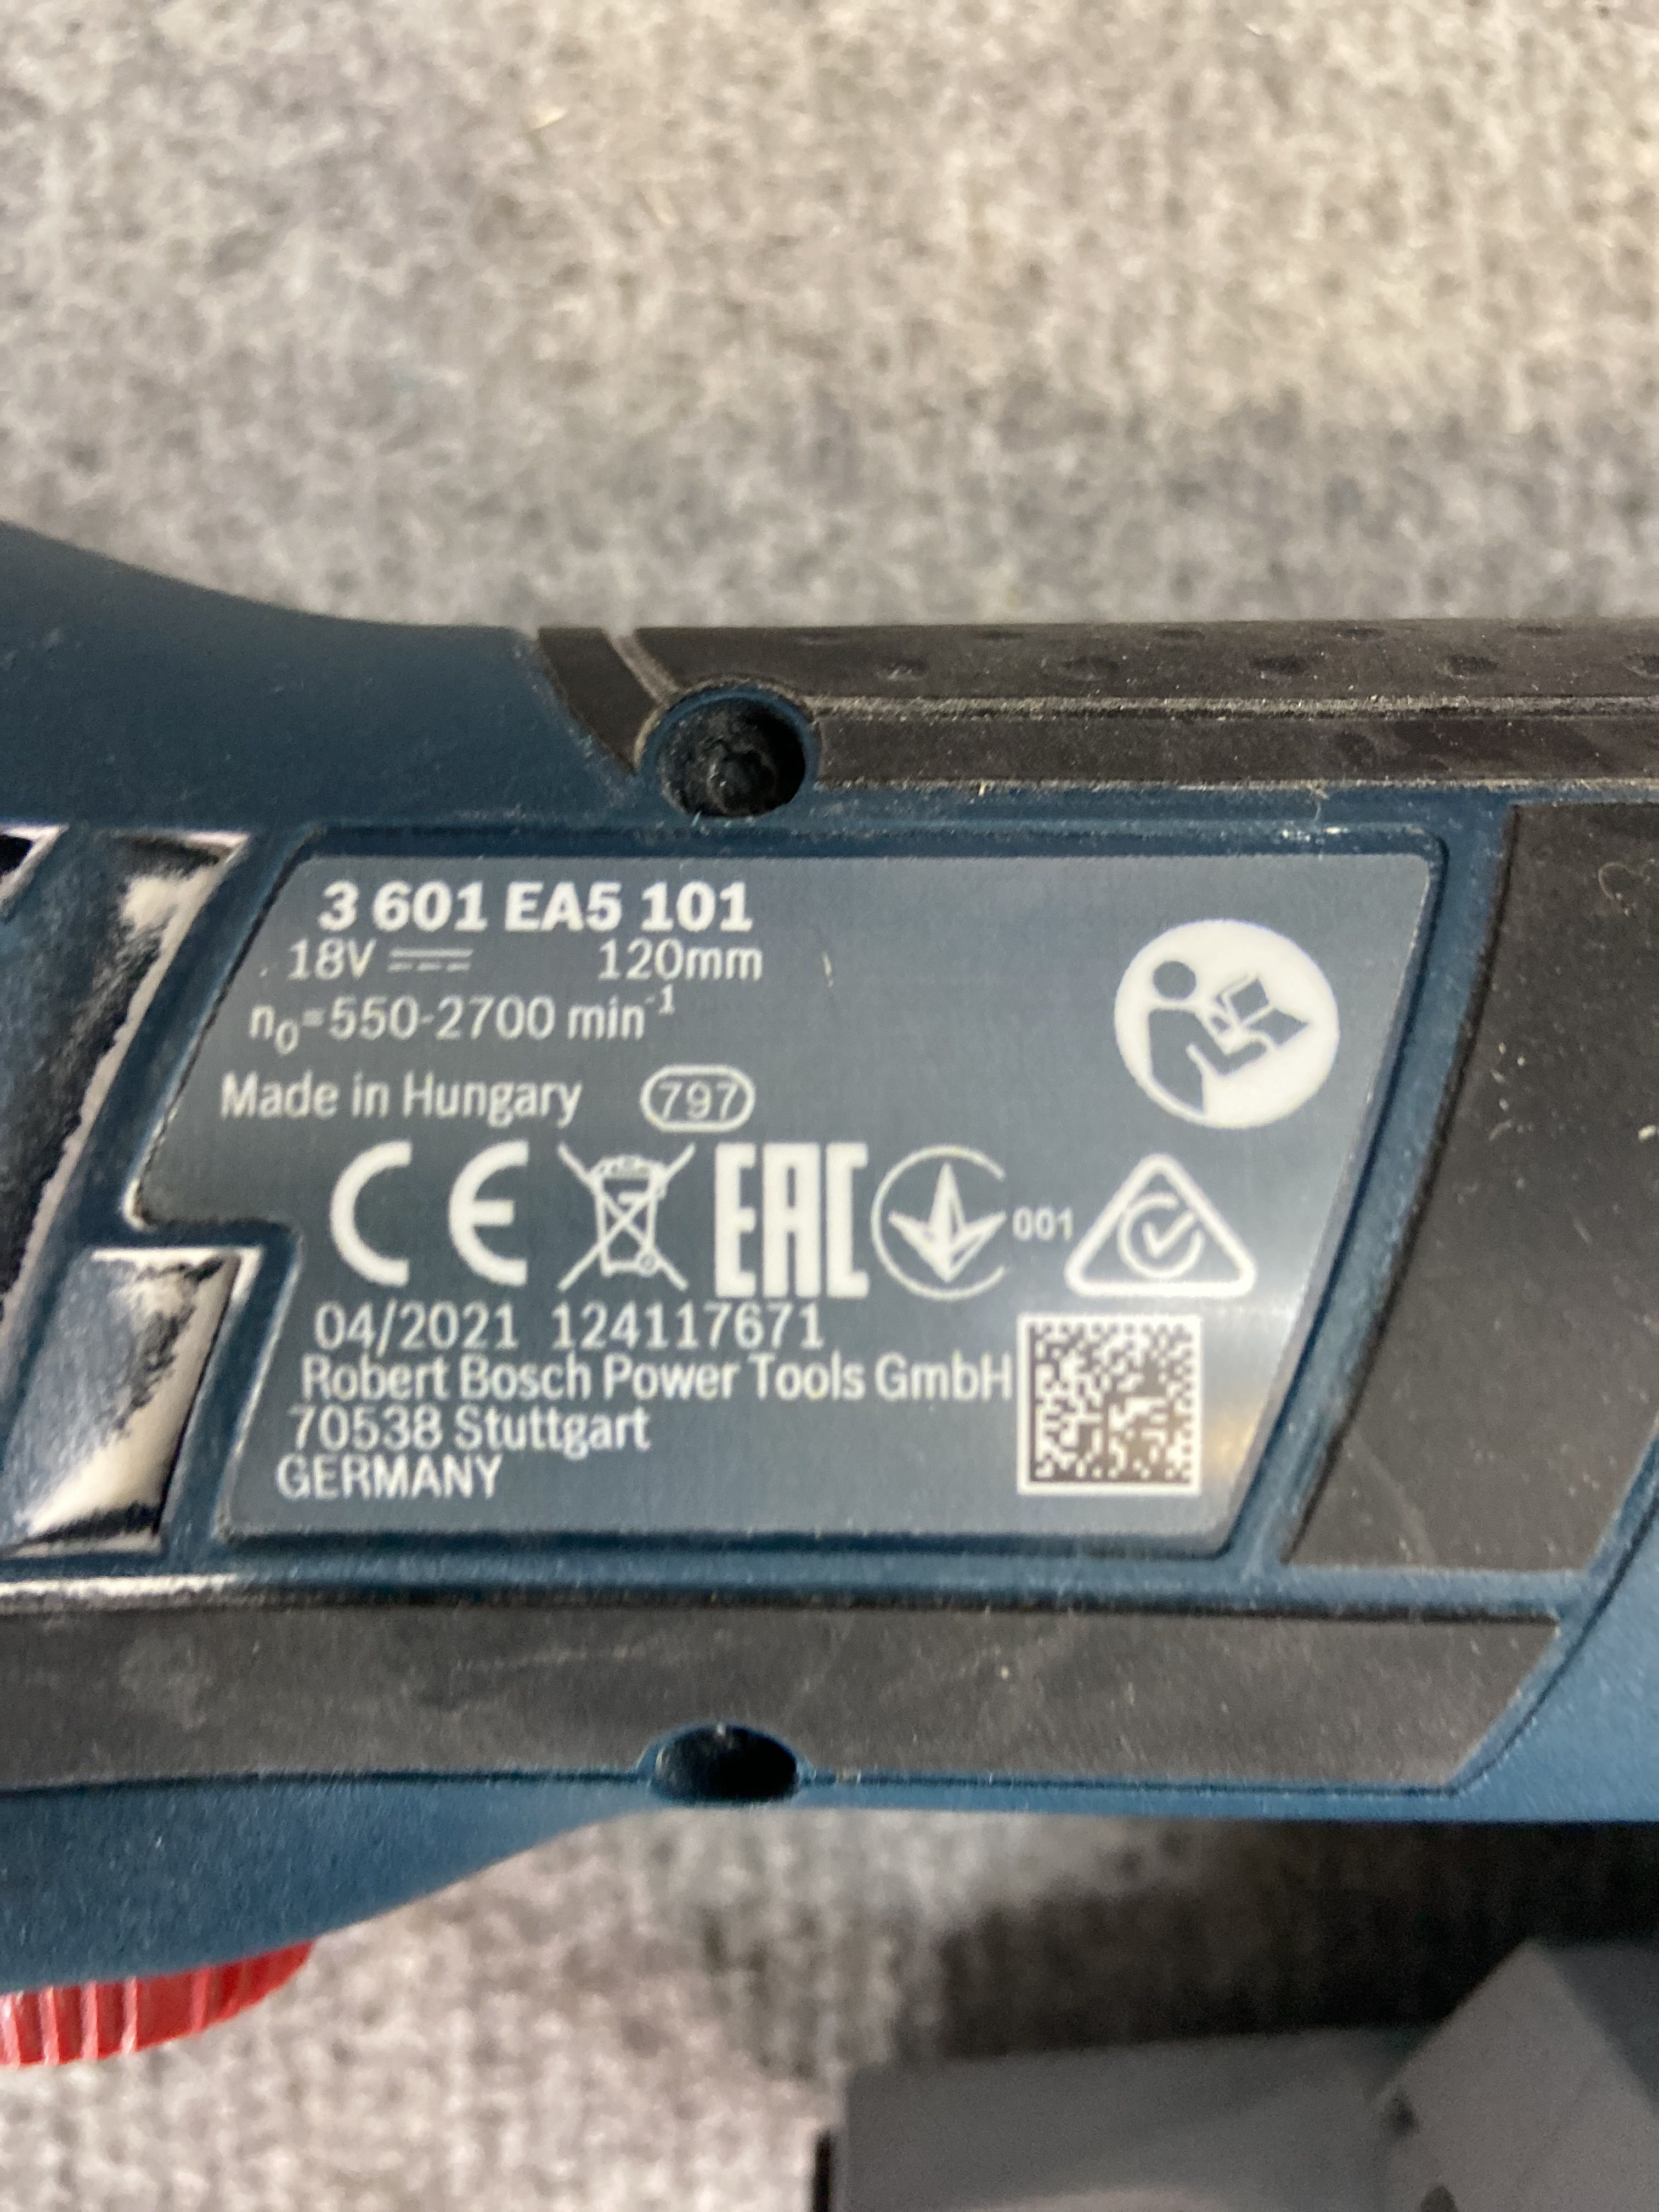 3 601 EA5 101
18V 120mm
n₀=550-2700 min⁻¹
Made in Hungary 797
CE EAC 001
04/2021 124117671
Robert Bosch Power Tools GmbH
70538 Stuttgart
GERMANY